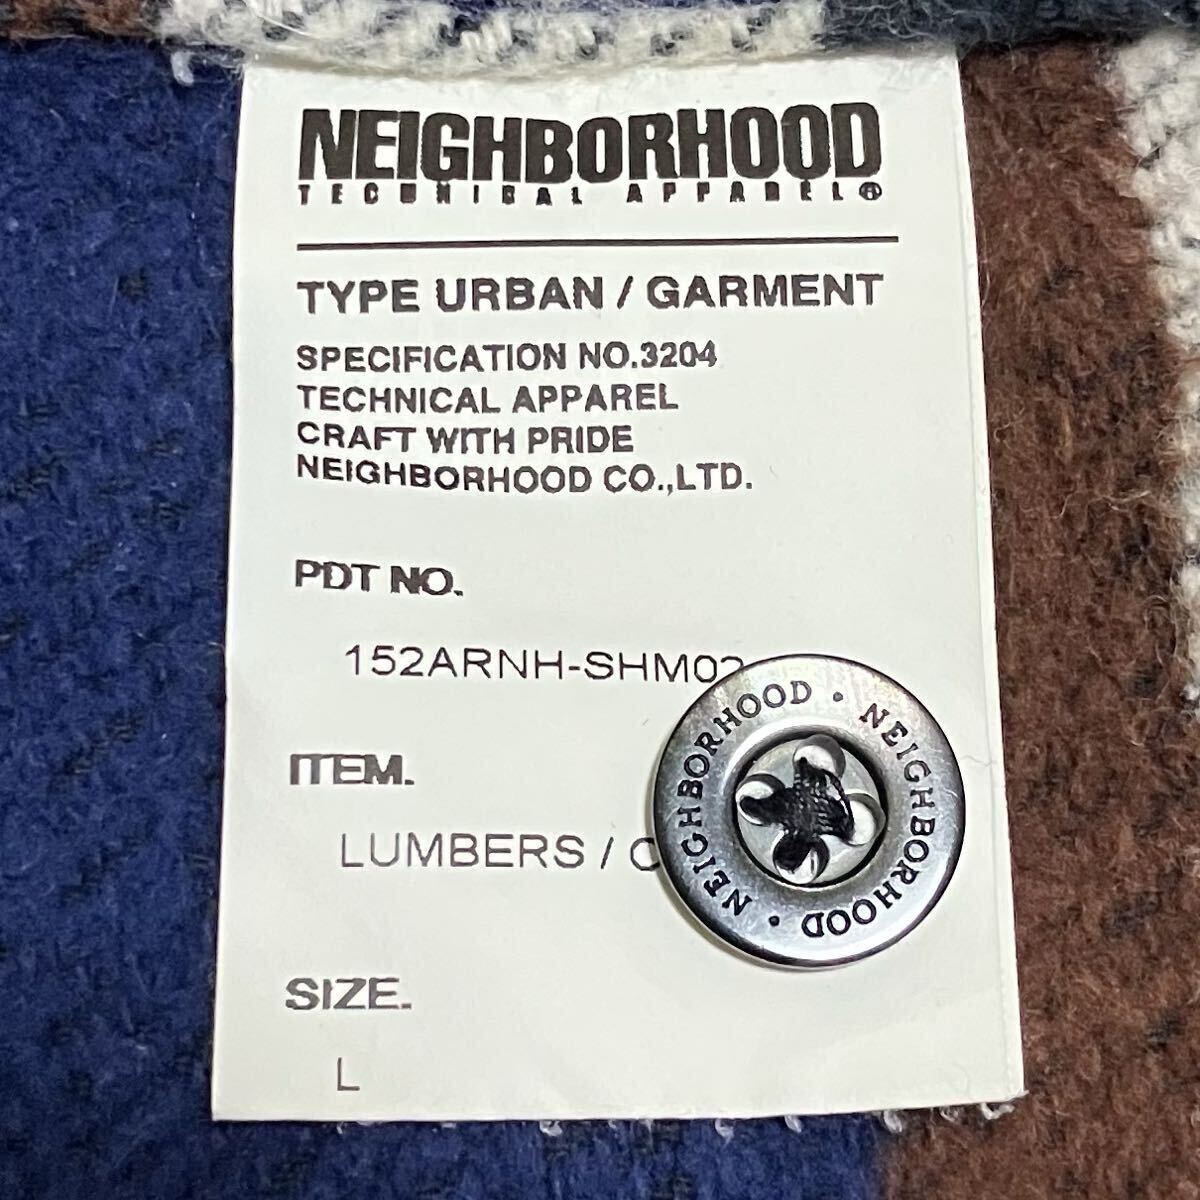 NEIGHBORHOOD
TECHNICAL APPAREL®
TYPE URBAN / GARMENT
SPECIFICATION NO.3204
TECHNICAL APPAREL
CRAFT WITH PRIDE
NEIGHBORHOOD CO.,LTD.
PDT NO.
152ARNH-SHM02
ITEM.
LUMBERS /
SIZE.
L
NEIGHBORHOOD • NEIGHBORHOOD •